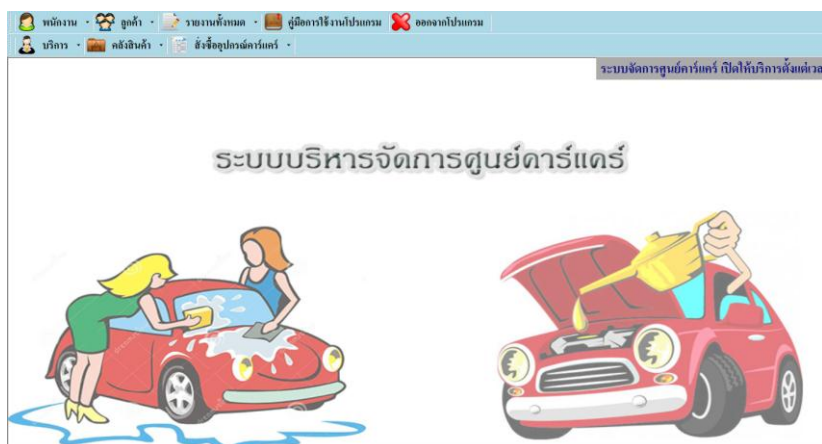 พนักงาน ลูกค้า รายงานทั้งหมด คู่มือการใช้งานโปรแกรม ออกจากโปรแกรม
บริการ คลังสินค้า สั่งซื้ออุปกรณ์คาร์แคร์
ระบบจัดการศูนย์คาร์แคร์ เปิดให้บริการตั้งแต่เวล
ระบบบริหารจัดการศูนย์คาร์แคร์